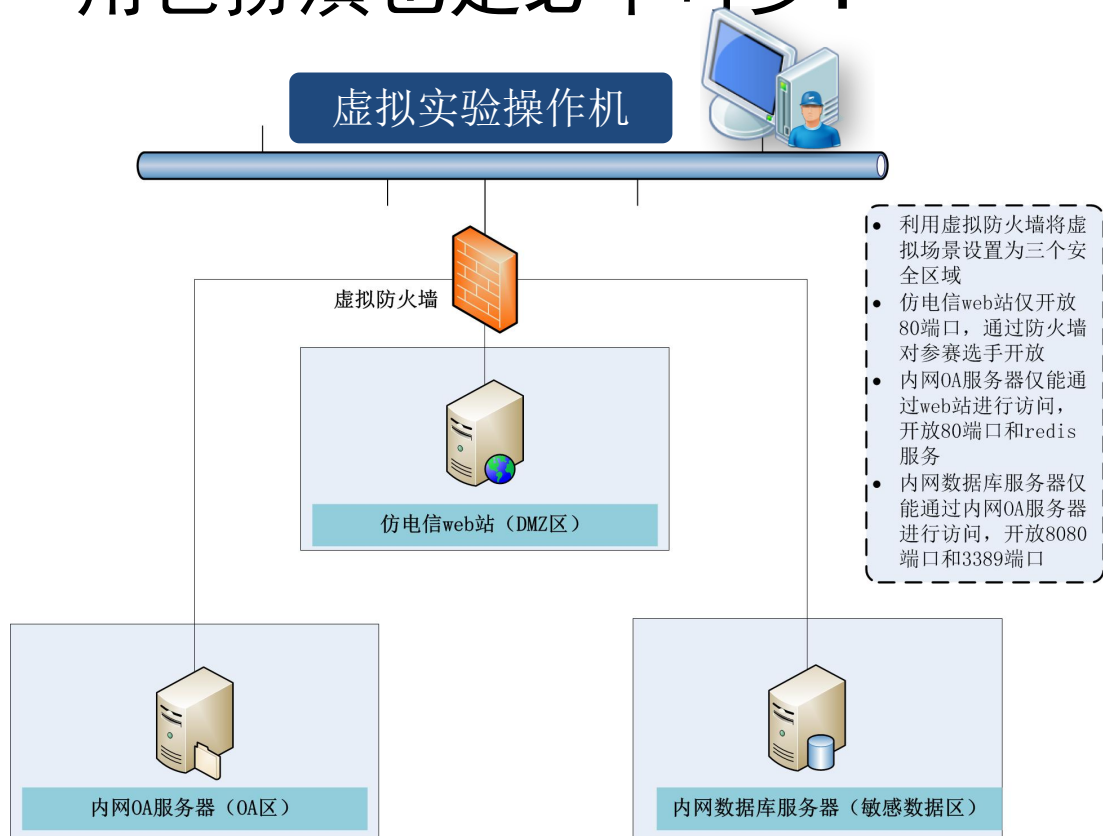 虚拟实验操作机
利用虚拟防火墙将虚
拟场景设置为三个安
全区域
虚拟防火墙
仿电信web站仅开放
80端口，通过防火墙
对参赛选手开放
内网OA服务器仅能通
过web站进行访问，
开放80端口和redis
服务
内网数据库服务器仅
能通过内网OA服务器
进行访问，开放8080
端口和3389端口
仿电信web站（DMZ区）
内网OA服务器（OA区）
内网数据库服务器（敏感数据区）